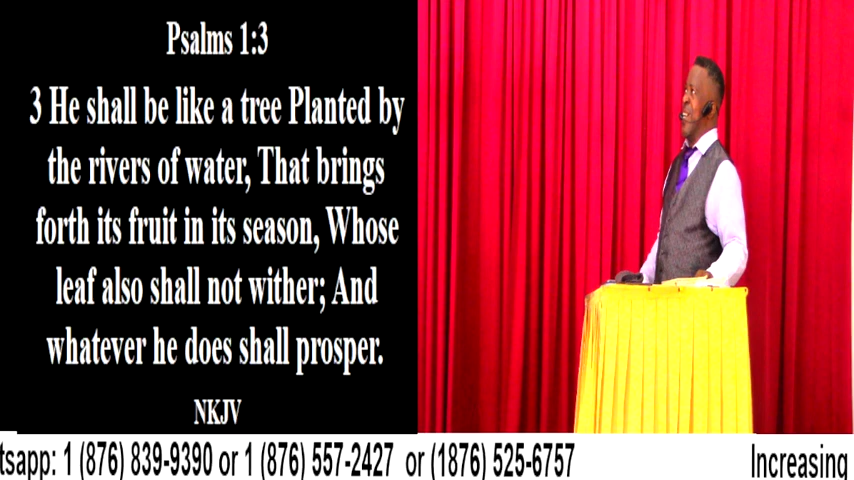 Psalms 1:3
3 He shall be like a tree Planted by
the rivers of water, That brings
forth its fruit in its season, Whose
leaf also shall not wither; And
whatever he does shall prosper.
NKJV
tsapp: 1 (876) 839-9390 or 1 (876) 557-2427 or (1876) 525-6757 Increasing